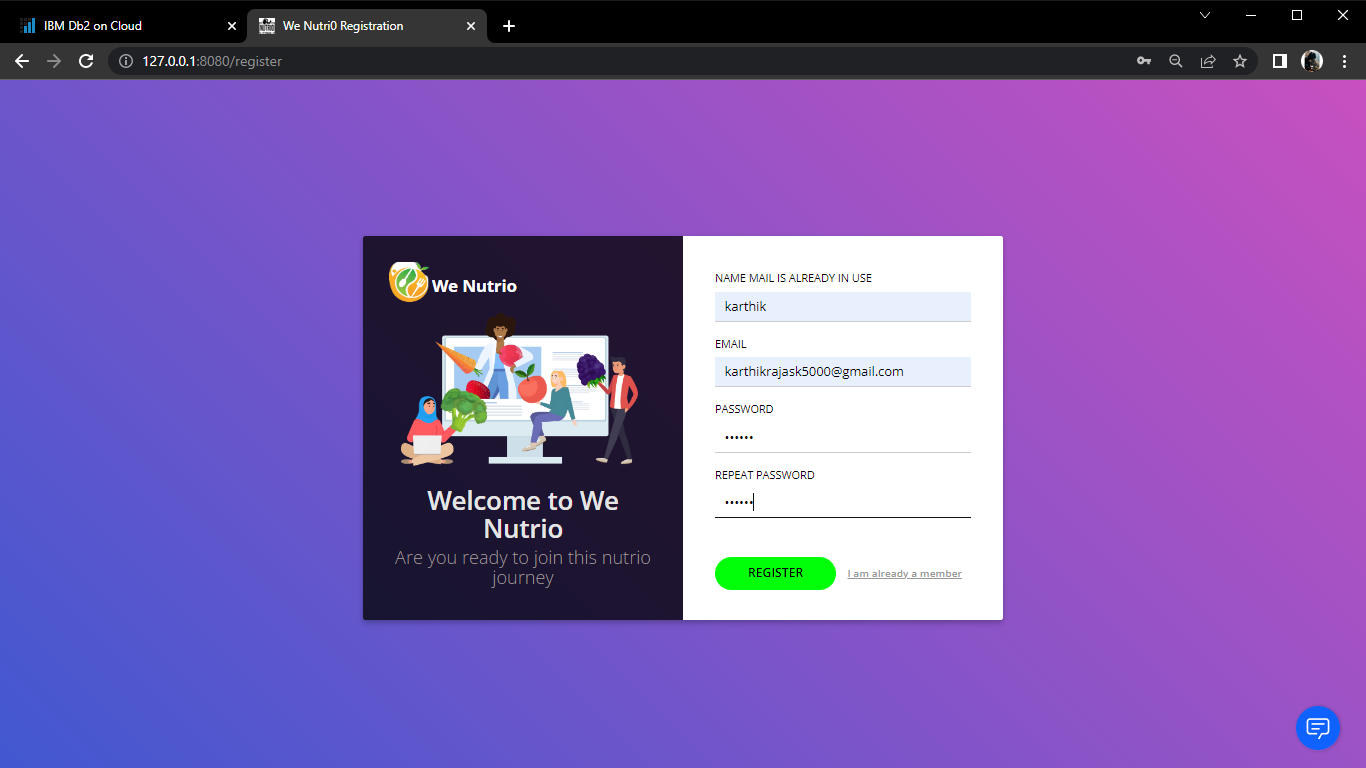 IBM Db2 on Cloud
We Nutri0 Registration
127.0.0.1:8080/register
We Nutrio
Welcome to We
Nutrio
Are you ready to join this nutrio
journey
NAME MAIL IS ALREADY IN USE
karthik
EMAIL
karthikrajask5000@gmail.com
PASSWORD
••••••
REPEAT PASSWORD
••••••
REGISTER
I am already a member